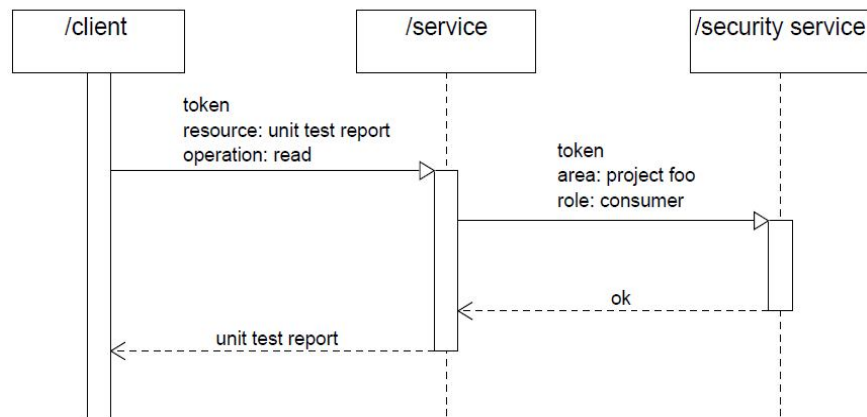 /client
/service
/security service
token
resource: unit test report
operation: read
token
area: project foo
role: consumer
ok
unit test report